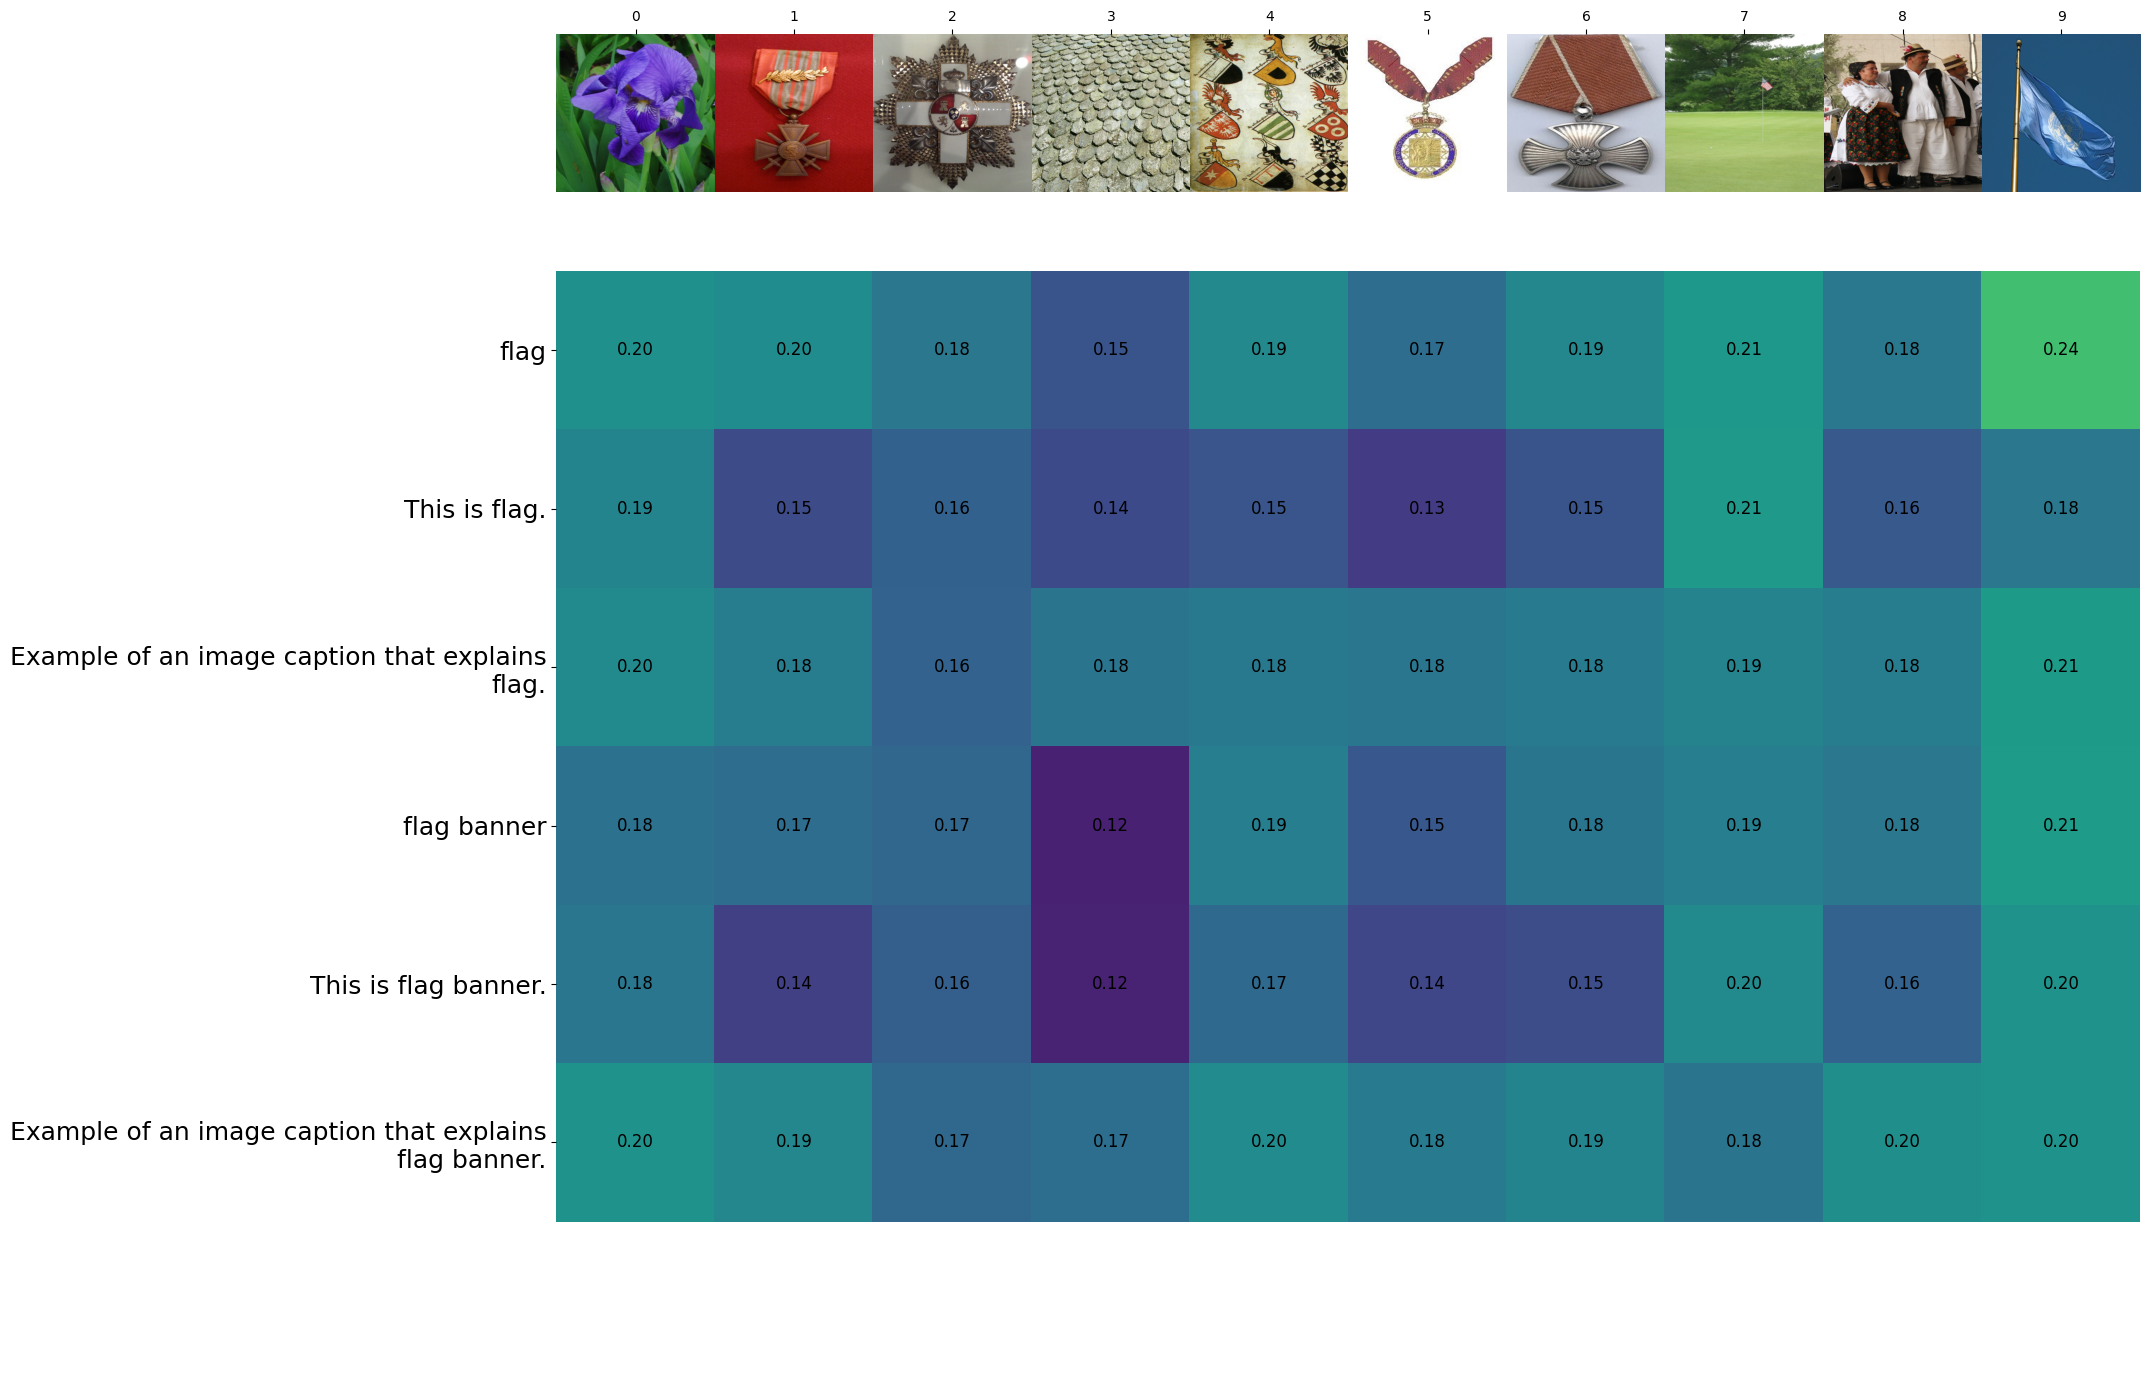 0 1 2 3 4 5 6 7 8 9
flag 0.20 0.20 0.18 0.15 0.19 0.17 0.19 0.21 0.18 0.24
This is flag. 0.19 0.15 0.16 0.14 0.15 0.13 0.15 0.21 0.16 0.18
Example of an image caption that explains
flag. 0.20 0.18 0.16 0.18 0.18 0.18 0.18 0.19 0.18 0.21
flag banner 0.18 0.17 0.17 0.12 0.19 0.15 0.18 0.19 0.18 0.21
This is flag banner. 0.18 0.14 0.16 0.12 0.17 0.14 0.15 0.20 0.16 0.20
Example of an image caption that explains
flag banner. 0.20 0.19 0.17 0.17 0.20 0.18 0.19 0.18 0.20 0.20